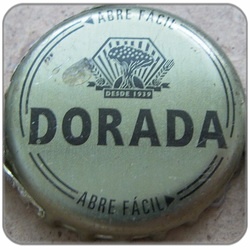 ABRE FÁCIL
DESDE 1939
DORADA
ABRE FÁCIL